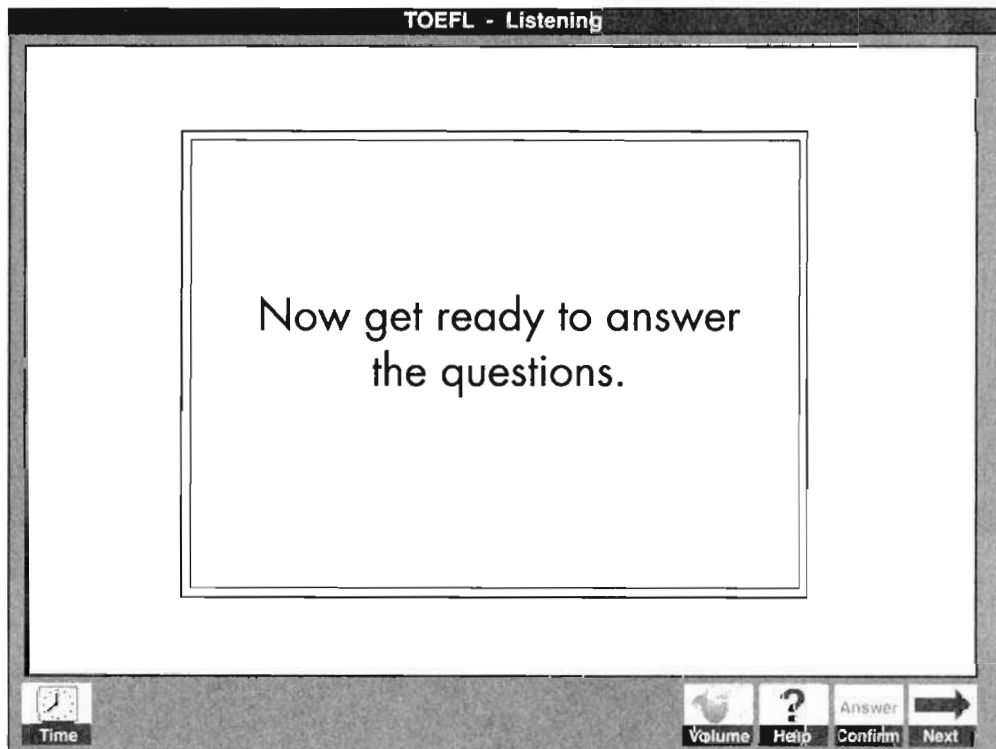 TOEFL - Listening
Now get ready to answer
the questions.
?
Answer
Time
Volume
Help
Confirm
Next